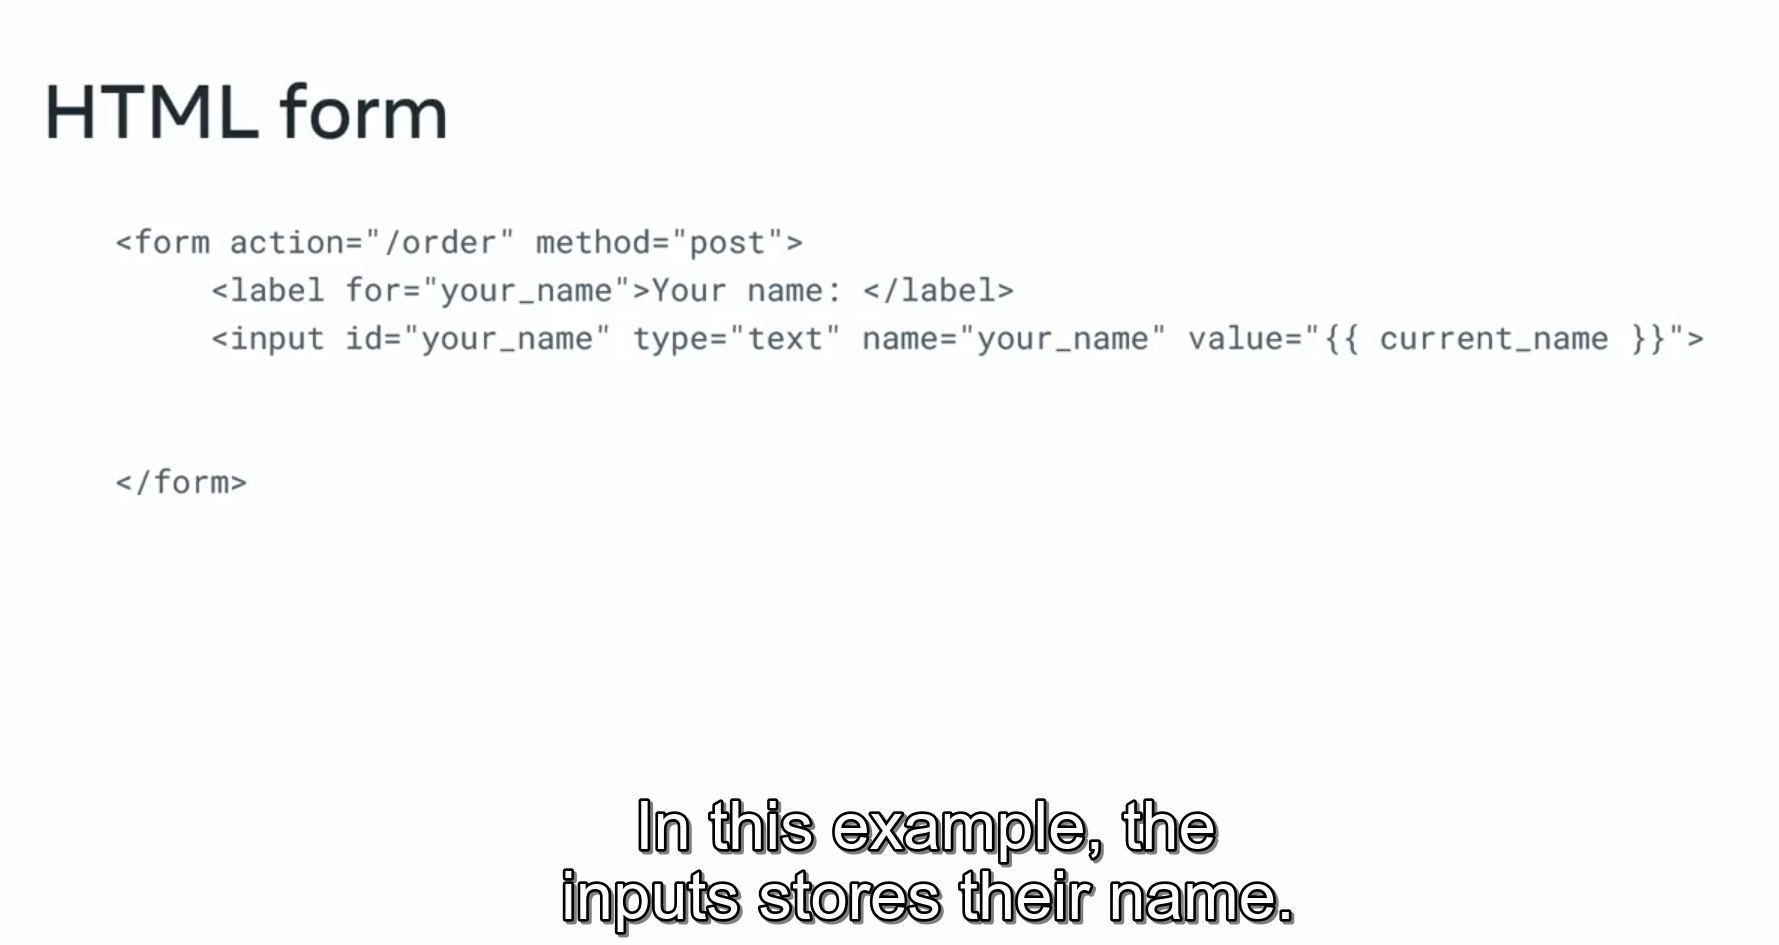 HTML form
<form action="/order" method="post">
<label for="your_name">Your name: </label>
<input id="your_name" type="text" name="your_name" value="{{ current_name }}">
</form>
In this example, the
inputs stores their name.